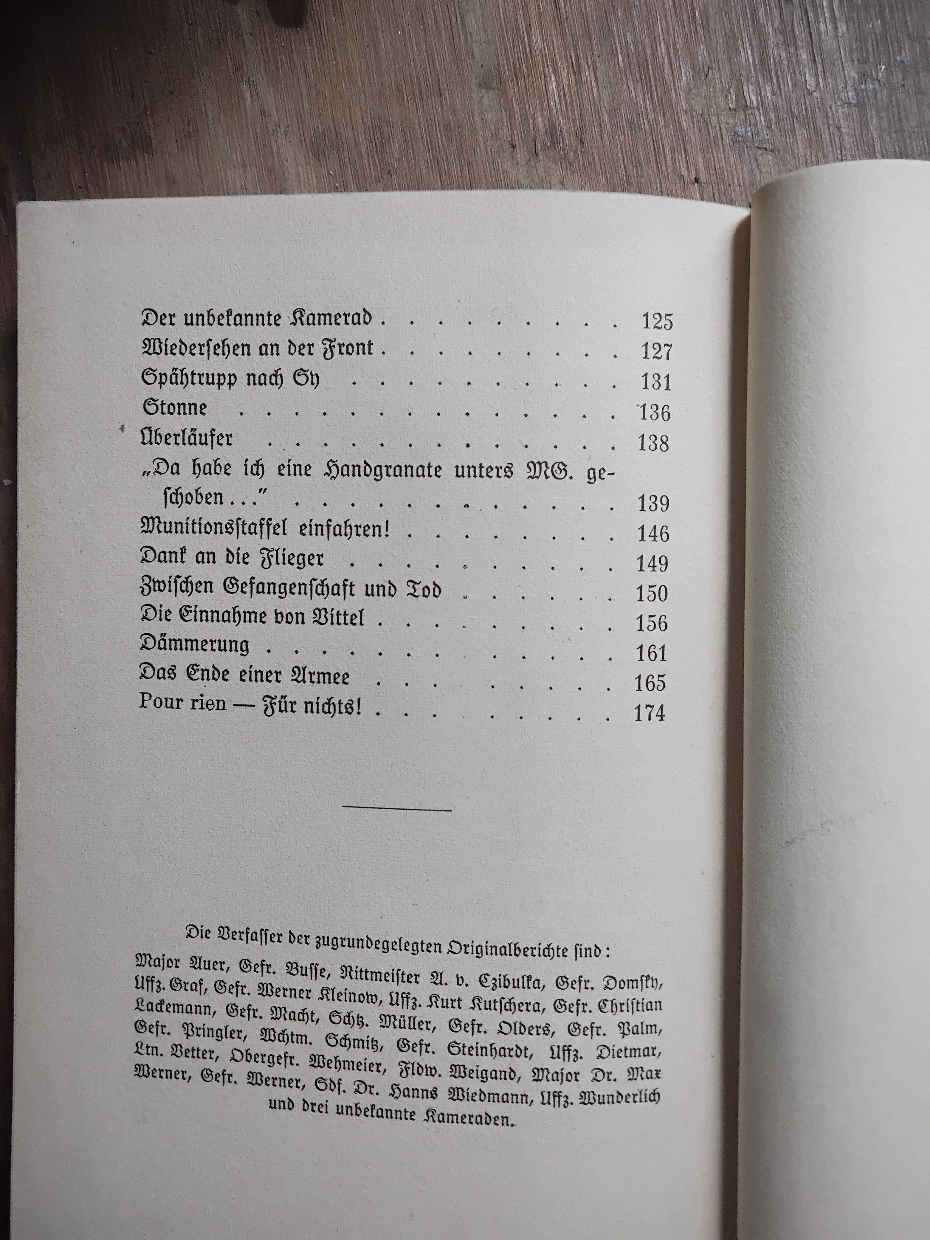 Der unbekannte Kamerad . . . . . . . . . 125
Wiedersehen an der Front . . . . . . . . . 127
Spähtrupp nach Sy . . . . . . . . . . 131
Stonne . . . . . . . . . . . . . . 136
Überläufer . . . . . . . . . . . . . 138
„Da habe ich eine Handgranate unters MG. ge-
schoben . . .“ . . . . . . . . . . . . 139
Munitionsstaffel einfahren! . . . . . . . . 146
Dank an die Flieger . . . . . . . . . . 149
Zwischen Gefangenschaft und Tod . . . . . . 150
Die Einnahme von Vittel . . . . . . . . . 156
Dämmerung . . . . . . . . . . . . . 161
Das Ende einer Armee . . . . . . . . 165
Pour rien — Für nichts! . . . . . . . . 174
Die Verfasser der zugrundegelegten Originalberichte sind:
Major Auer, Gefr. Busse, Rittmeister A. v. Czibulka, Gefr. Domsky,
Uffz. Graf, Gefr. Werner Kleinow, Uffz. Kurt Kutschera, Gefr. Christian
Lackemann, Gefr. Macht, Schtz. Müller, Gefr. Olders, Gefr. Palm,
Gefr. Pringler, Wchtm. Schmitz, Gefr. Steinhardt, Uffz. Dietmar,
Ltn. Vetter, Obergefr. Wehmeier, Fldw. Weigand, Major Dr. Max
Werner, Gefr. Werner, Sdf. Dr. Hanns Wiedmann, Uffz. Wunderlich
und drei unbekannte Kameraden.